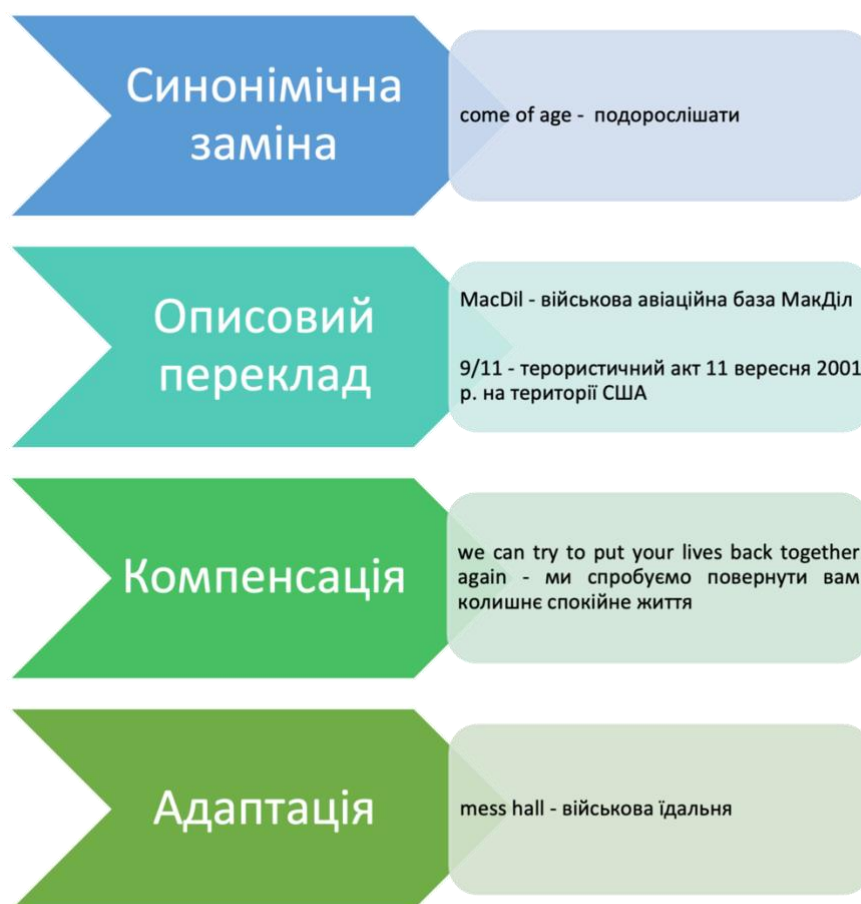 Синонімічна
заміна
come of age - подорослішати
Описовий
переклад
MacDil - військова авіаційна база МакДіл
9/11 - терористичний акт 11 вересня 2001
р. на території США
Компенсація
we can try to put your lives back together
again - ми спробуємо повернути вам
колишнє спокійне життя
Адаптація
mess hall - військова їдальня